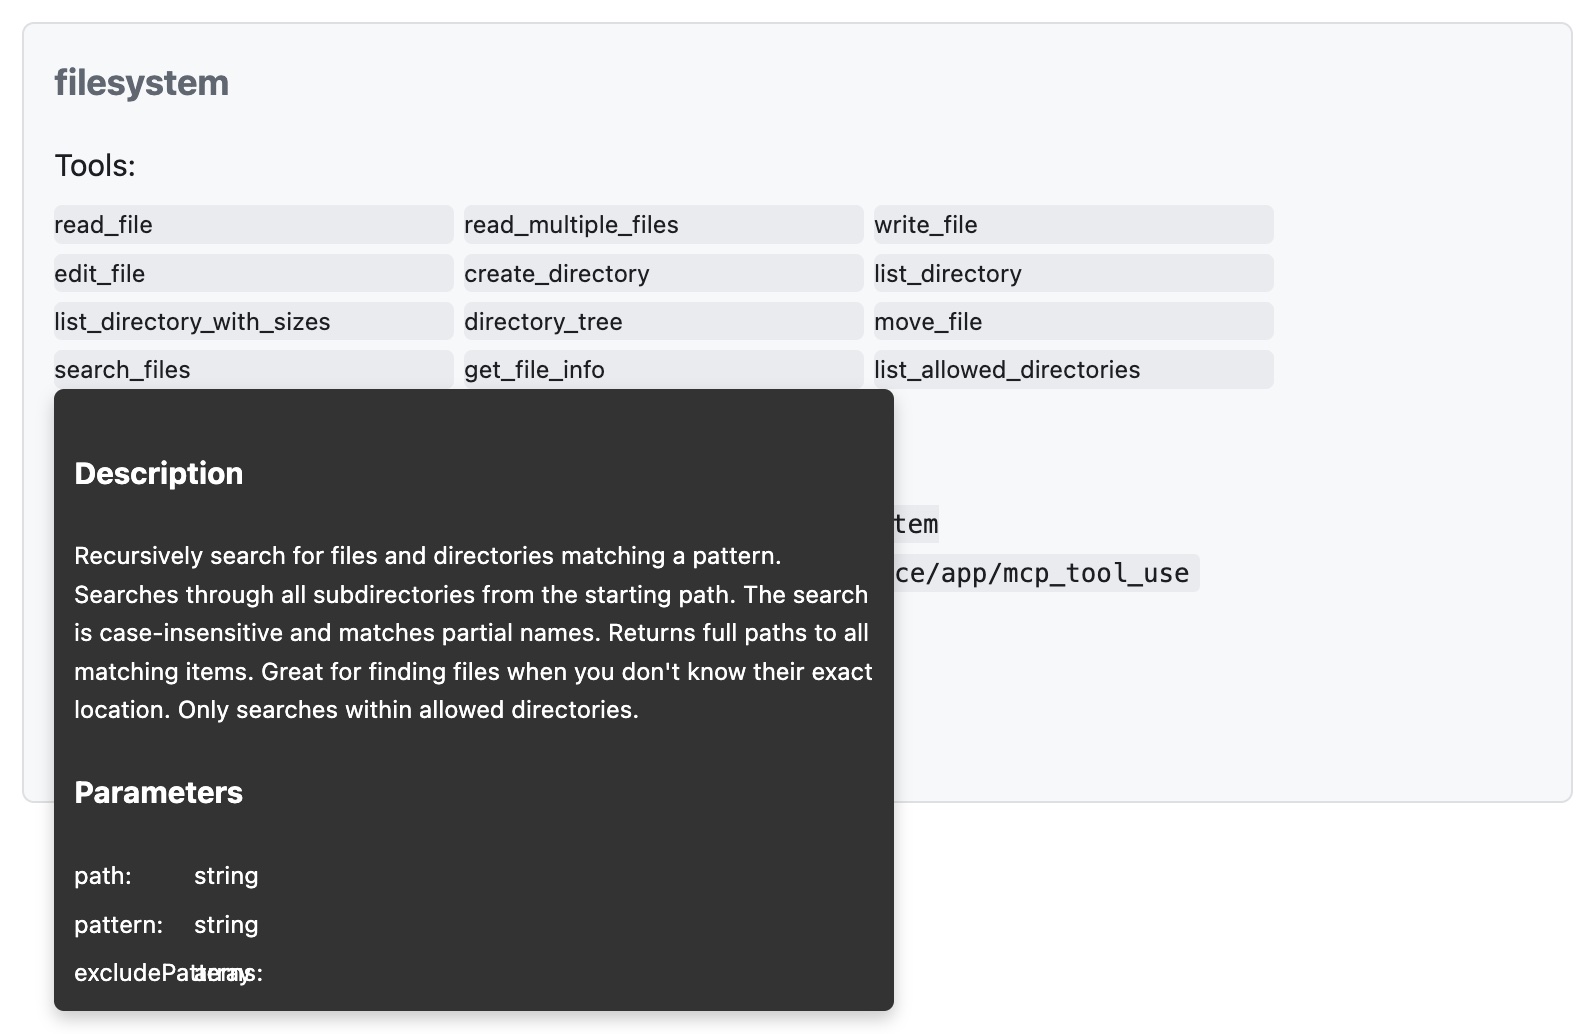 filesystem
Tools:
read_file read_multiple_files write_file
edit_file create_directory list_directory
list_directory_with_sizes directory_tree move_file
search_files get_file_info list_allowed_directories
Description
tem
Recursively search for files and directories matching a pattern.
ce/app/mcp_tool_use
Searches through all subdirectories from the starting path. The search
is case-insensitive and matches partial names. Returns full paths to all
matching items. Great for finding files when you don't know their exact
location. Only searches within allowed directories.
Parameters
path: string
pattern: string
excludePatterns: array